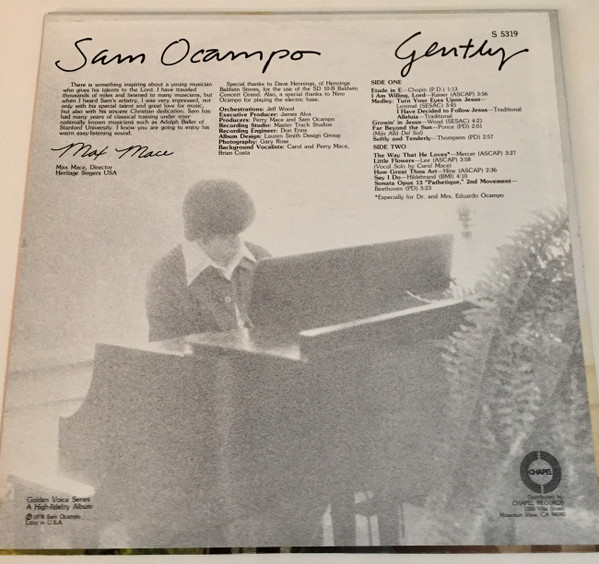 S 5319
Sam Ocampo
Gently
There is something inspiring about a young musician
who gives his talents to the Lord. I have traveled
thousands of miles and listened to many musicians, but
when I heard Sam's artistry, I was very impressed, not
only with his special talent and great love for music,
but also with his sincere Christian dedication. Sam has
had many years of classical training under inter-
nationally known musicians such as Adolph Baller of
Stanford University. I know you are going to enjoy his
warm easy-listening sound.
Max Mace
Max Mace, Director
Heritage Singers USA
Special thanks to Dave Hennings, of Hennings
Baldwin Stores, for the use of the SD 10-B Baldwin
Concert Grand. Also, a special thanks to Nino
Ocampo for playing the electric bass.
Orchestrations: Jeff Wood
Executive Producer: James Alva
Producers: Perry Mace and Sam Ocampo
Recording Studio: Master Track Studios
Recording Engineer: Don Enns
Album Design: Lauren Smith Design Group
Photography: Gary Rose
Background Vocalists: Carol and Perry Mace,
Brian Costa
SIDE ONE
Etude in E—Chopin (P.D.) 1:13
I Am Willing, Lord—Kaiser (ASCAP) 3:56
Medley: Turn Your Eyes Upon Jesus—
Lemmel (SESAC) 3:45
I Have Decided to Follow Jesus—Traditional
Alleluia—Traditional
Growin' in Jesus—Wood (SESAC) 4:21
Far Beyond the Sun—Ponce (PD) 2:51
(Más Allá Del Sol)
Softly and Tenderly—Thompson (PD) 2:57
SIDE TWO
The Way That He Loves*—Mercer (ASCAP) 3:27
Little Flowers—Lee (ASCAP) 3:58
(Vocal Solo by Carol Mace)
How Great Thou Art—Hine (ASCAP) 2:36
Say I Do—Hildebrand (BMI) 4:10
Sonata Opus 13 "Pathetique," 2nd Movement—
Beethoven (PD) 5:23
*Especially for Dr. and Mrs. Eduardo Ocampo
Golden Voice Series
A High-fidelity Album
℗ 1978 Sam Ocampo
Litho in U.S.A.
CHAPEL
Distributed by
CHAPEL RECORDS
Villa Street
Mountain View, CA 94040